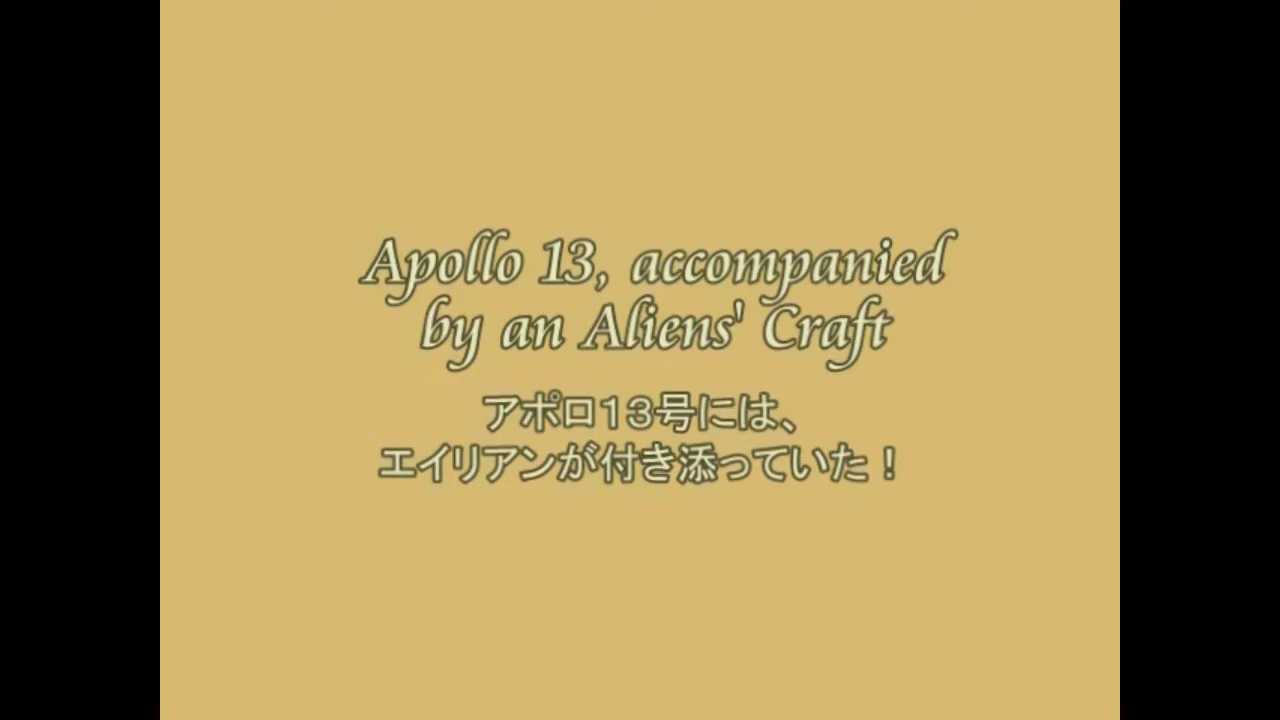 Apollo 13, accompanied
by an Aliens' Craft
アポロ１３号には、
エイリアンが付き添っていた！